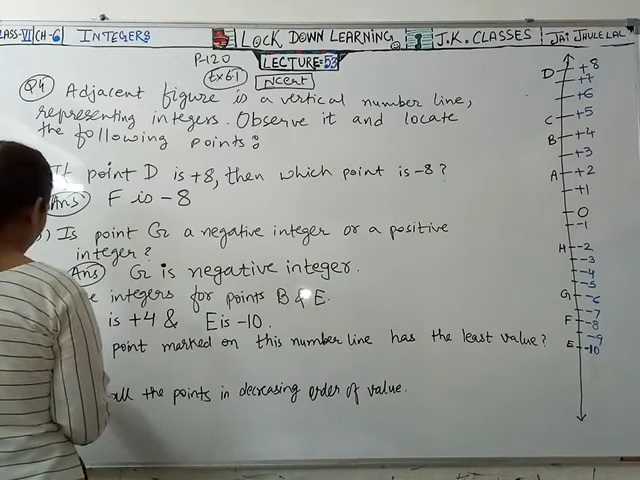 LASS-VI CH-6 INTEGERS LOCK DOWN LEARNING J.K. CLASSES JAI JHULELAL
P-120 LECTURE-53
Ex 6.1 NCERT
Q4 Adjacent figure is a vertical number line,
representing integers. Observe it and locate
the following points:
If point D is +8, then which point is -8?
Ans) F is -8
) Is point G a negative integer or a positive
integer?
Ans G is negative integer.
integers for points B & E.
is +4 & E is -10.
point marked on this number line has the least value?
all the points in decreasing order of value.
D +8
+7
+6
C +5
B +4
+3
A +2
+1
0
-1
H -2
-3
-4
-5
G -6
-7
F -8
-9
E -10